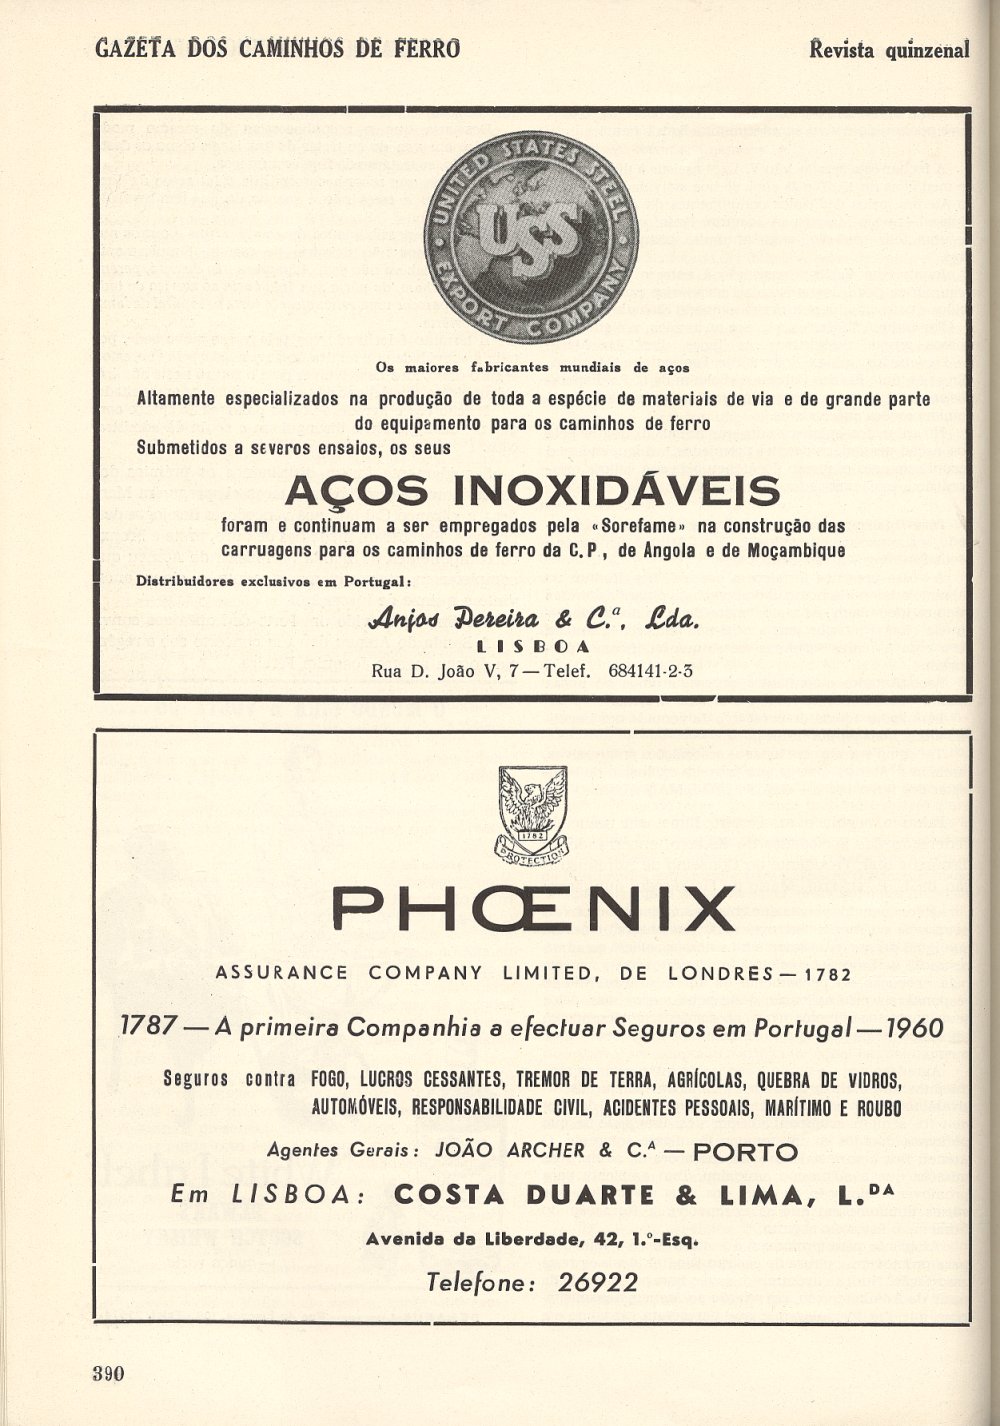 GAZETA DOS CAMINHOS DE FERRO
Revista quinzenal
UNITED STATES STEEL
USS
EXPORT COMPANY
Os maiores fabricantes mundiais de aços
Altamente especializados na produção de toda a espécie de materiais de via e de grande parte
do equipamento para os caminhos de ferro
Submetidos a severos ensaios, os seus
AÇOS INOXIDÁVEIS
foram e continuam a ser empregados pela «Sorefame» na construção das
carruagens para os caminhos de ferro da C.P, de Angola e de Moçambique
Distribuidores exclusivos em Portugal:
Anjos Pereira & C.ª, Lda.
LISBOA
Rua D. João V, 7 — Telef. 684141-2-3
1782
PROTECTION
PHŒNIX
ASSURANCE COMPANY LIMITED, DE LONDRES — 1782
1787 — A primeira Companhia a efectuar Seguros em Portugal — 1960
Seguros contra FOGO, LUCROS CESSANTES, TREMOR DE TERRA, AGRÍCOLAS, QUEBRA DE VIDROS,
AUTOMÓVEIS, RESPONSABILIDADE CIVIL, ACIDENTES PESSOAIS, MARÍTIMO E ROUBO
Agentes Gerais: JOÃO ARCHER & C.ᴬ — PORTO
Em LISBOA: COSTA DUARTE & LIMA, L.ᴰᴬ
Avenida da Liberdade, 42, 1.º-Esq.
Telefone: 26922
390